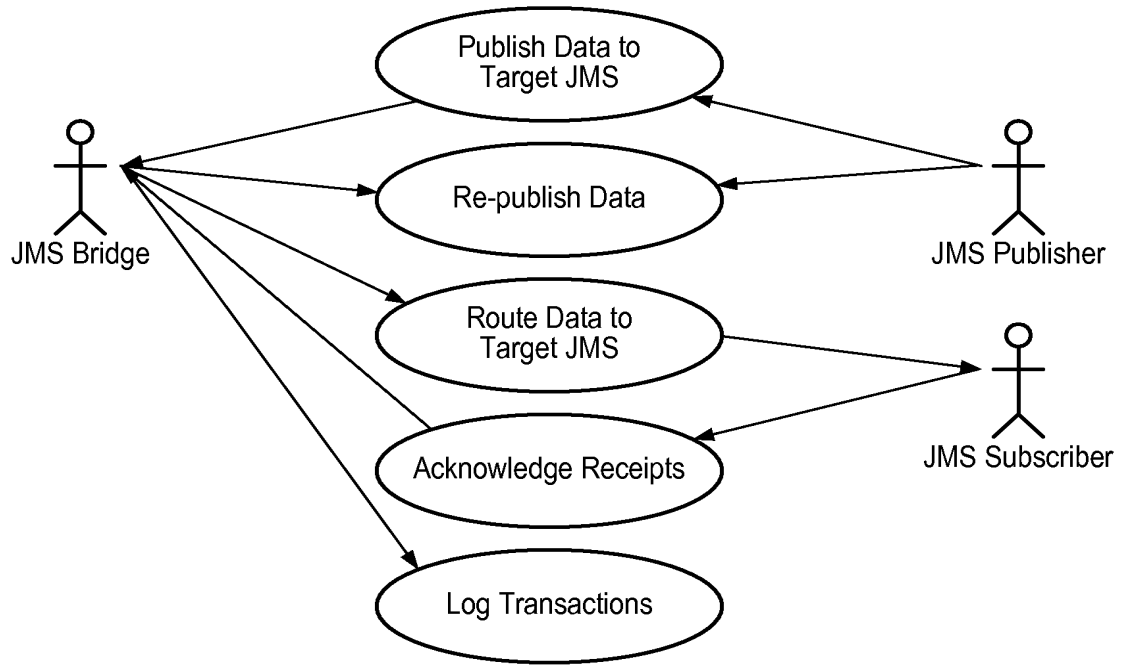 Publish Data to
Target JMS
JMS Bridge
Re-publish Data
JMS Publisher
Route Data to
Target JMS
JMS Subscriber
Acknowledge Receipts
Log Transactions